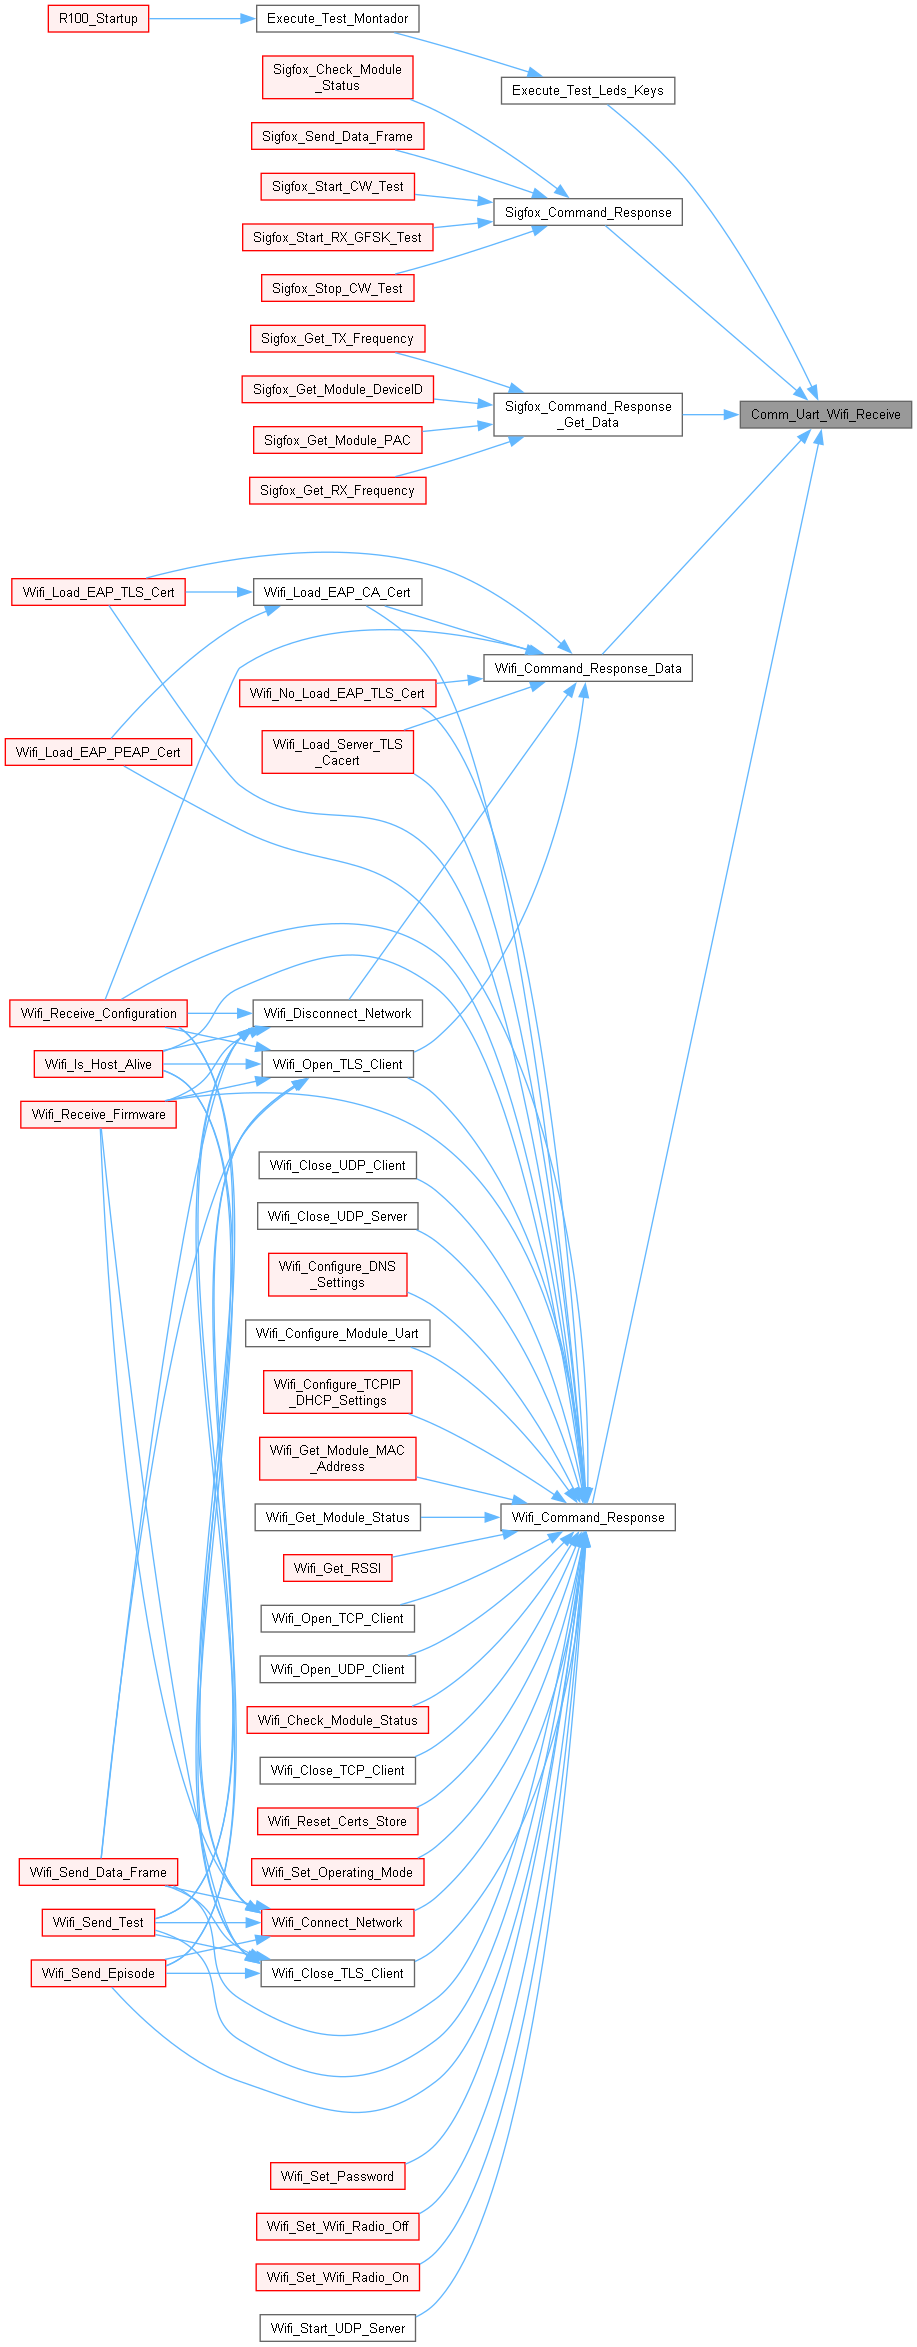 R100_Startup
Execute_Test_Montador
Sigfox_Check_Module
_Status
Execute_Test_Leds_Keys
Sigfox_Send_Data_Frame
Sigfox_Start_CW_Test
Sigfox_Command_Response
Sigfox_Start_RX_GFSK_Test
Sigfox_Stop_CW_Test
Sigfox_Get_TX_Frequency
Sigfox_Get_Module_DeviceID
Sigfox_Command_Response
_Get_Data
Comm_Uart_Wifi_Receive
Sigfox_Get_Module_PAC
Sigfox_Get_RX_Frequency
Wifi_Load_EAP_TLS_Cert
Wifi_Load_EAP_CA_Cert
Wifi_Command_Response_Data
Wifi_No_Load_EAP_TLS_Cert
Wifi_Load_EAP_PEAP_Cert
Wifi_Load_Server_TLS
_Cacert
Wifi_Receive_Configuration
Wifi_Disconnect_Network
Wifi_Is_Host_Alive
Wifi_Open_TLS_Client
Wifi_Receive_Firmware
Wifi_Close_UDP_Client
Wifi_Close_UDP_Server
Wifi_Configure_DNS
_Settings
Wifi_Configure_Module_Uart
Wifi_Configure_TCPIP
_DHCP_Settings
Wifi_Get_Module_MAC
_Address
Wifi_Get_Module_Status
Wifi_Command_Response
Wifi_Get_RSSI
Wifi_Open_TCP_Client
Wifi_Open_UDP_Client
Wifi_Check_Module_Status
Wifi_Close_TCP_Client
Wifi_Reset_Certs_Store
Wifi_Send_Data_Frame
Wifi_Set_Operating_Mode
Wifi_Send_Test
Wifi_Connect_Network
Wifi_Send_Episode
Wifi_Close_TLS_Client
Wifi_Set_Password
Wifi_Set_Wifi_Radio_Off
Wifi_Set_Wifi_Radio_On
Wifi_Start_UDP_Server